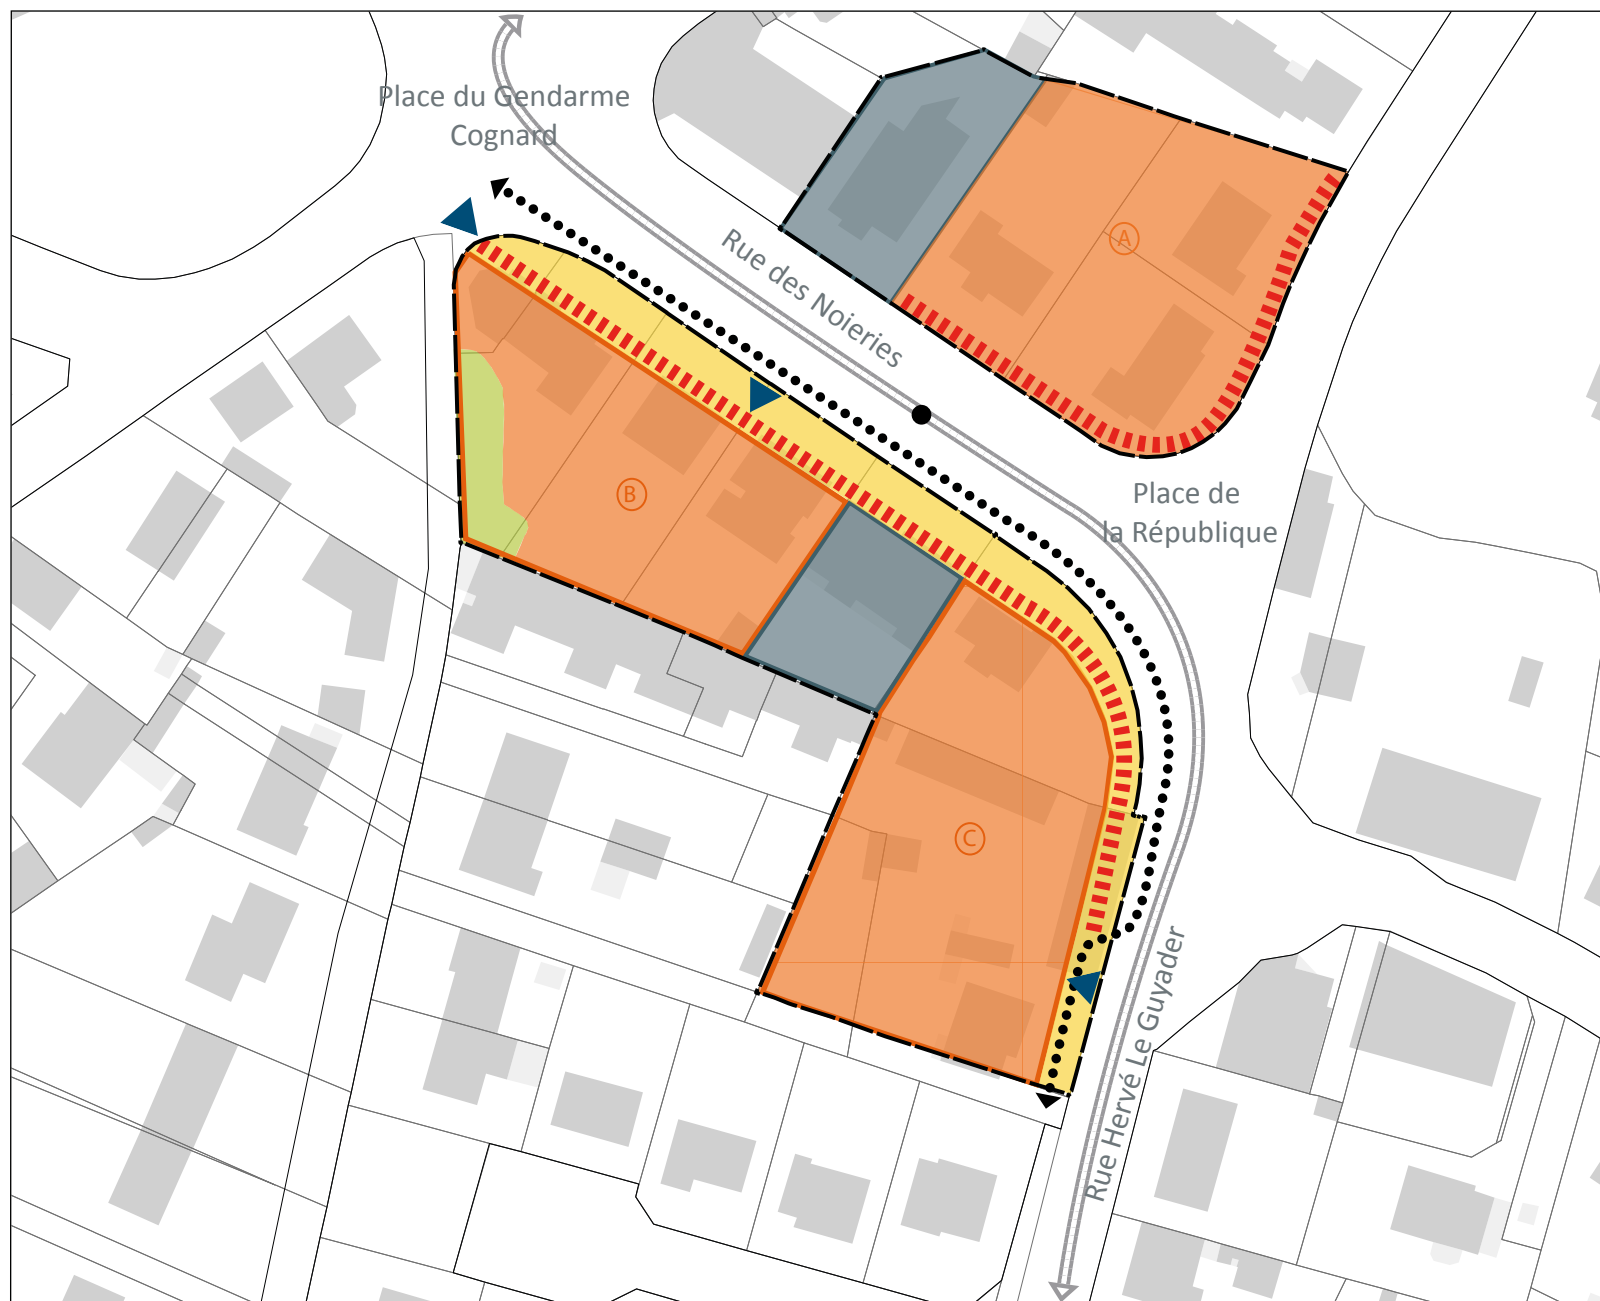 Place du Gendarme
Cognard
Rue des Noieries
A
B
Place de
la République
C
Rue Hervé Le Guyader